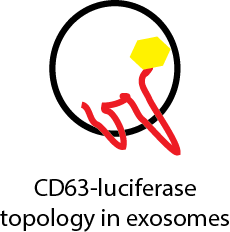 CD63-luciferase
topology in exosomes